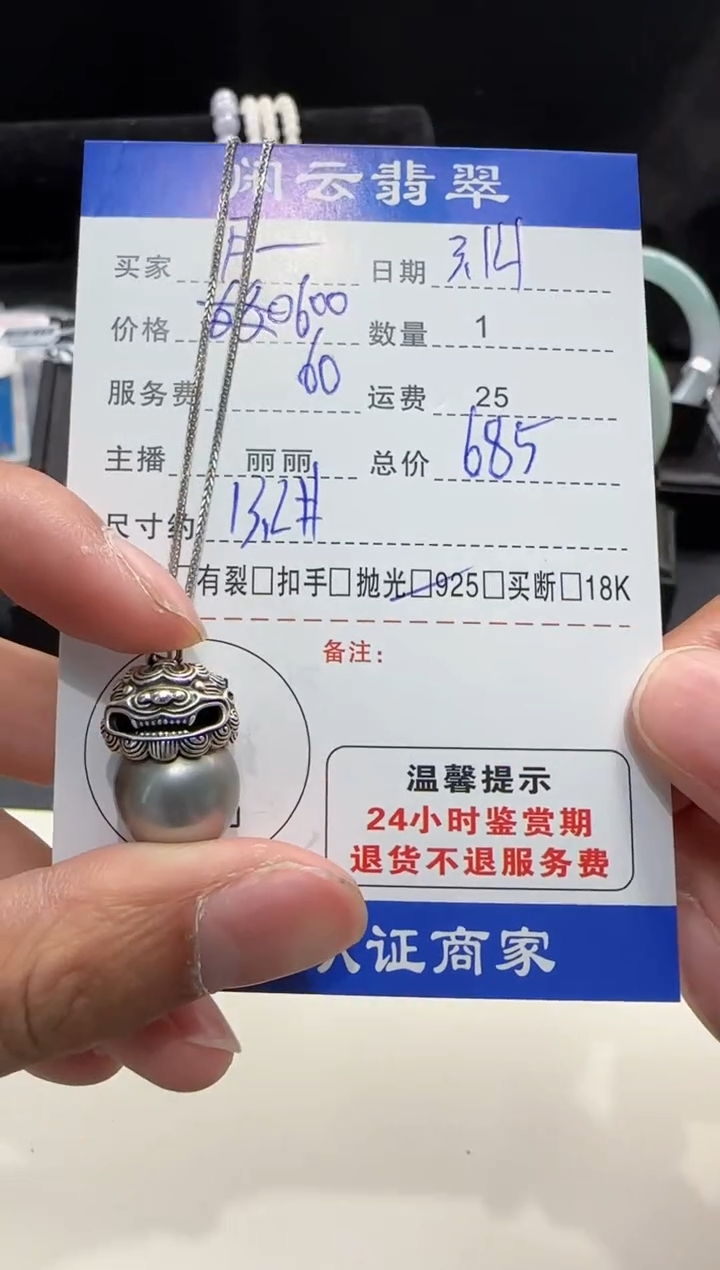 闲云翡翠
买家 日期 3.14
价格 600 数量 1
服务费 60 运费 25
主播 丽丽 总价 685
尺寸约 13.2#
有裂□扣手□抛光□925□买断□18K
备注：
温馨提示
24小时鉴赏期
退货不退服务费
认证商家